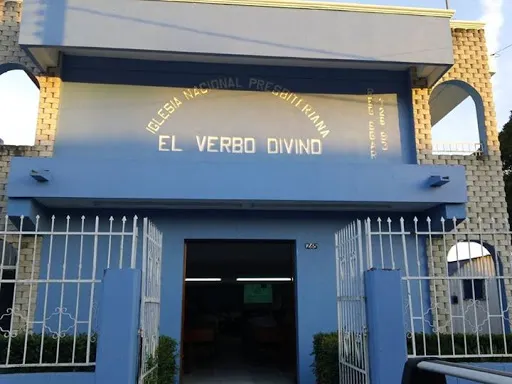 IGLESIA NACIONAL PRESBITERIANA
EL VERBO DIVINO